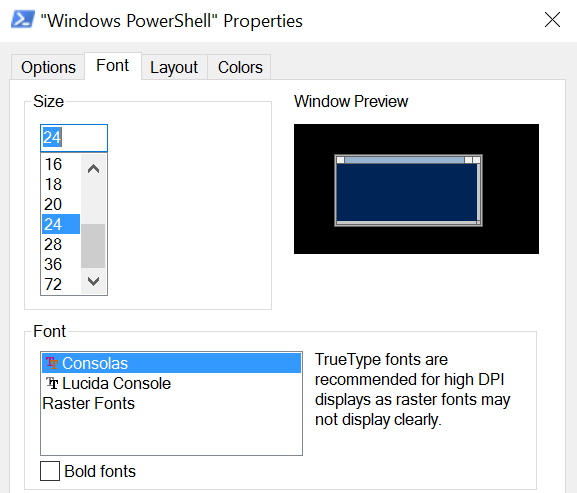 "Windows PowerShell" Properties
Options
Font
Layout
Colors
Size
24
16
18
20
24
28
36
72
Window Preview
Font
Consolas
Lucida Console
Raster Fonts
TrueType fonts are
recommended for high DPI
displays as raster fonts may
not display clearly.
Bold fonts